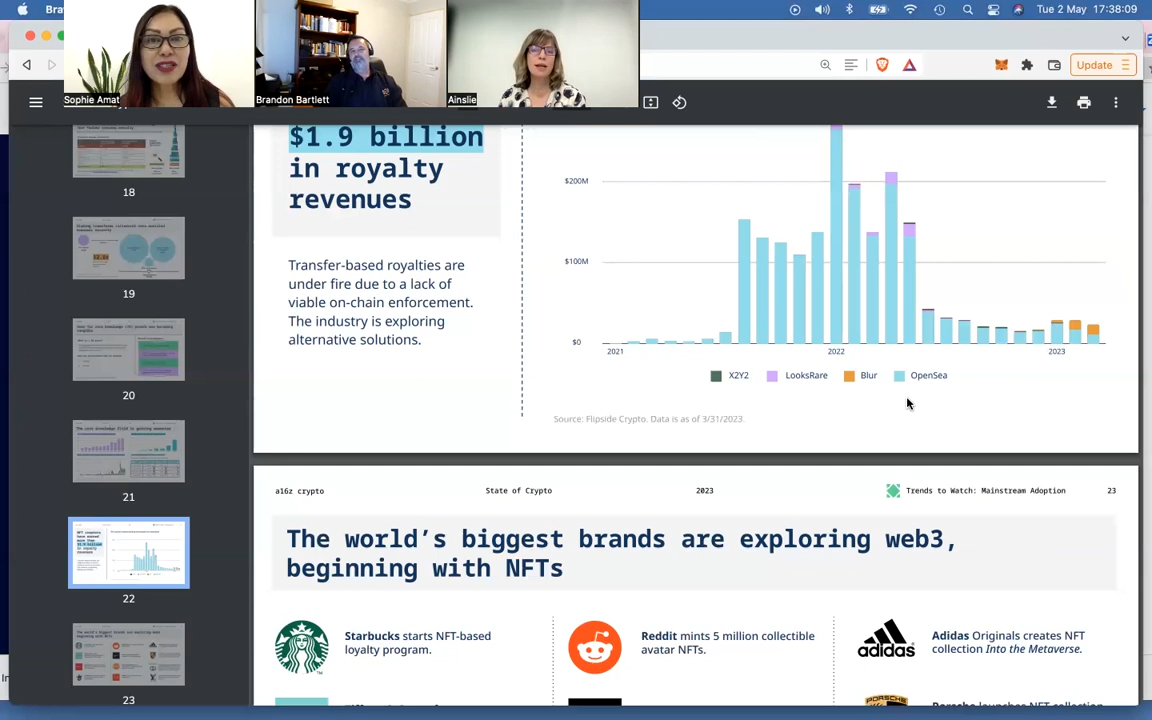 Bra
Tue 2 May 17:38:09
Update
Sophie Amat
Brandon Bartlett
Ainslie
18
19
20
21
22
23
$1.9 billion
in royalty
revenues
Transfer-based royalties are
under fire due to a lack of
viable on-chain enforcement.
The industry is exploring
alternative solutions.
$200M
$100M
$0
2021 2022 2023
X2Y2 LooksRare Blur OpenSea
Source: Flipside Crypto. Data is as of 3/31/2023.
a16z crypto State of Crypto 2023 Trends to Watch: Mainstream Adoption 23
The world's biggest brands are exploring web3,
beginning with NFTs
Starbucks starts NFT-based
loyalty program.
Reddit mints 5 million collectible
avatar NFTs.
adidas
Adidas Originals creates NFT
collection Into the Metaverse.
PORSCHE